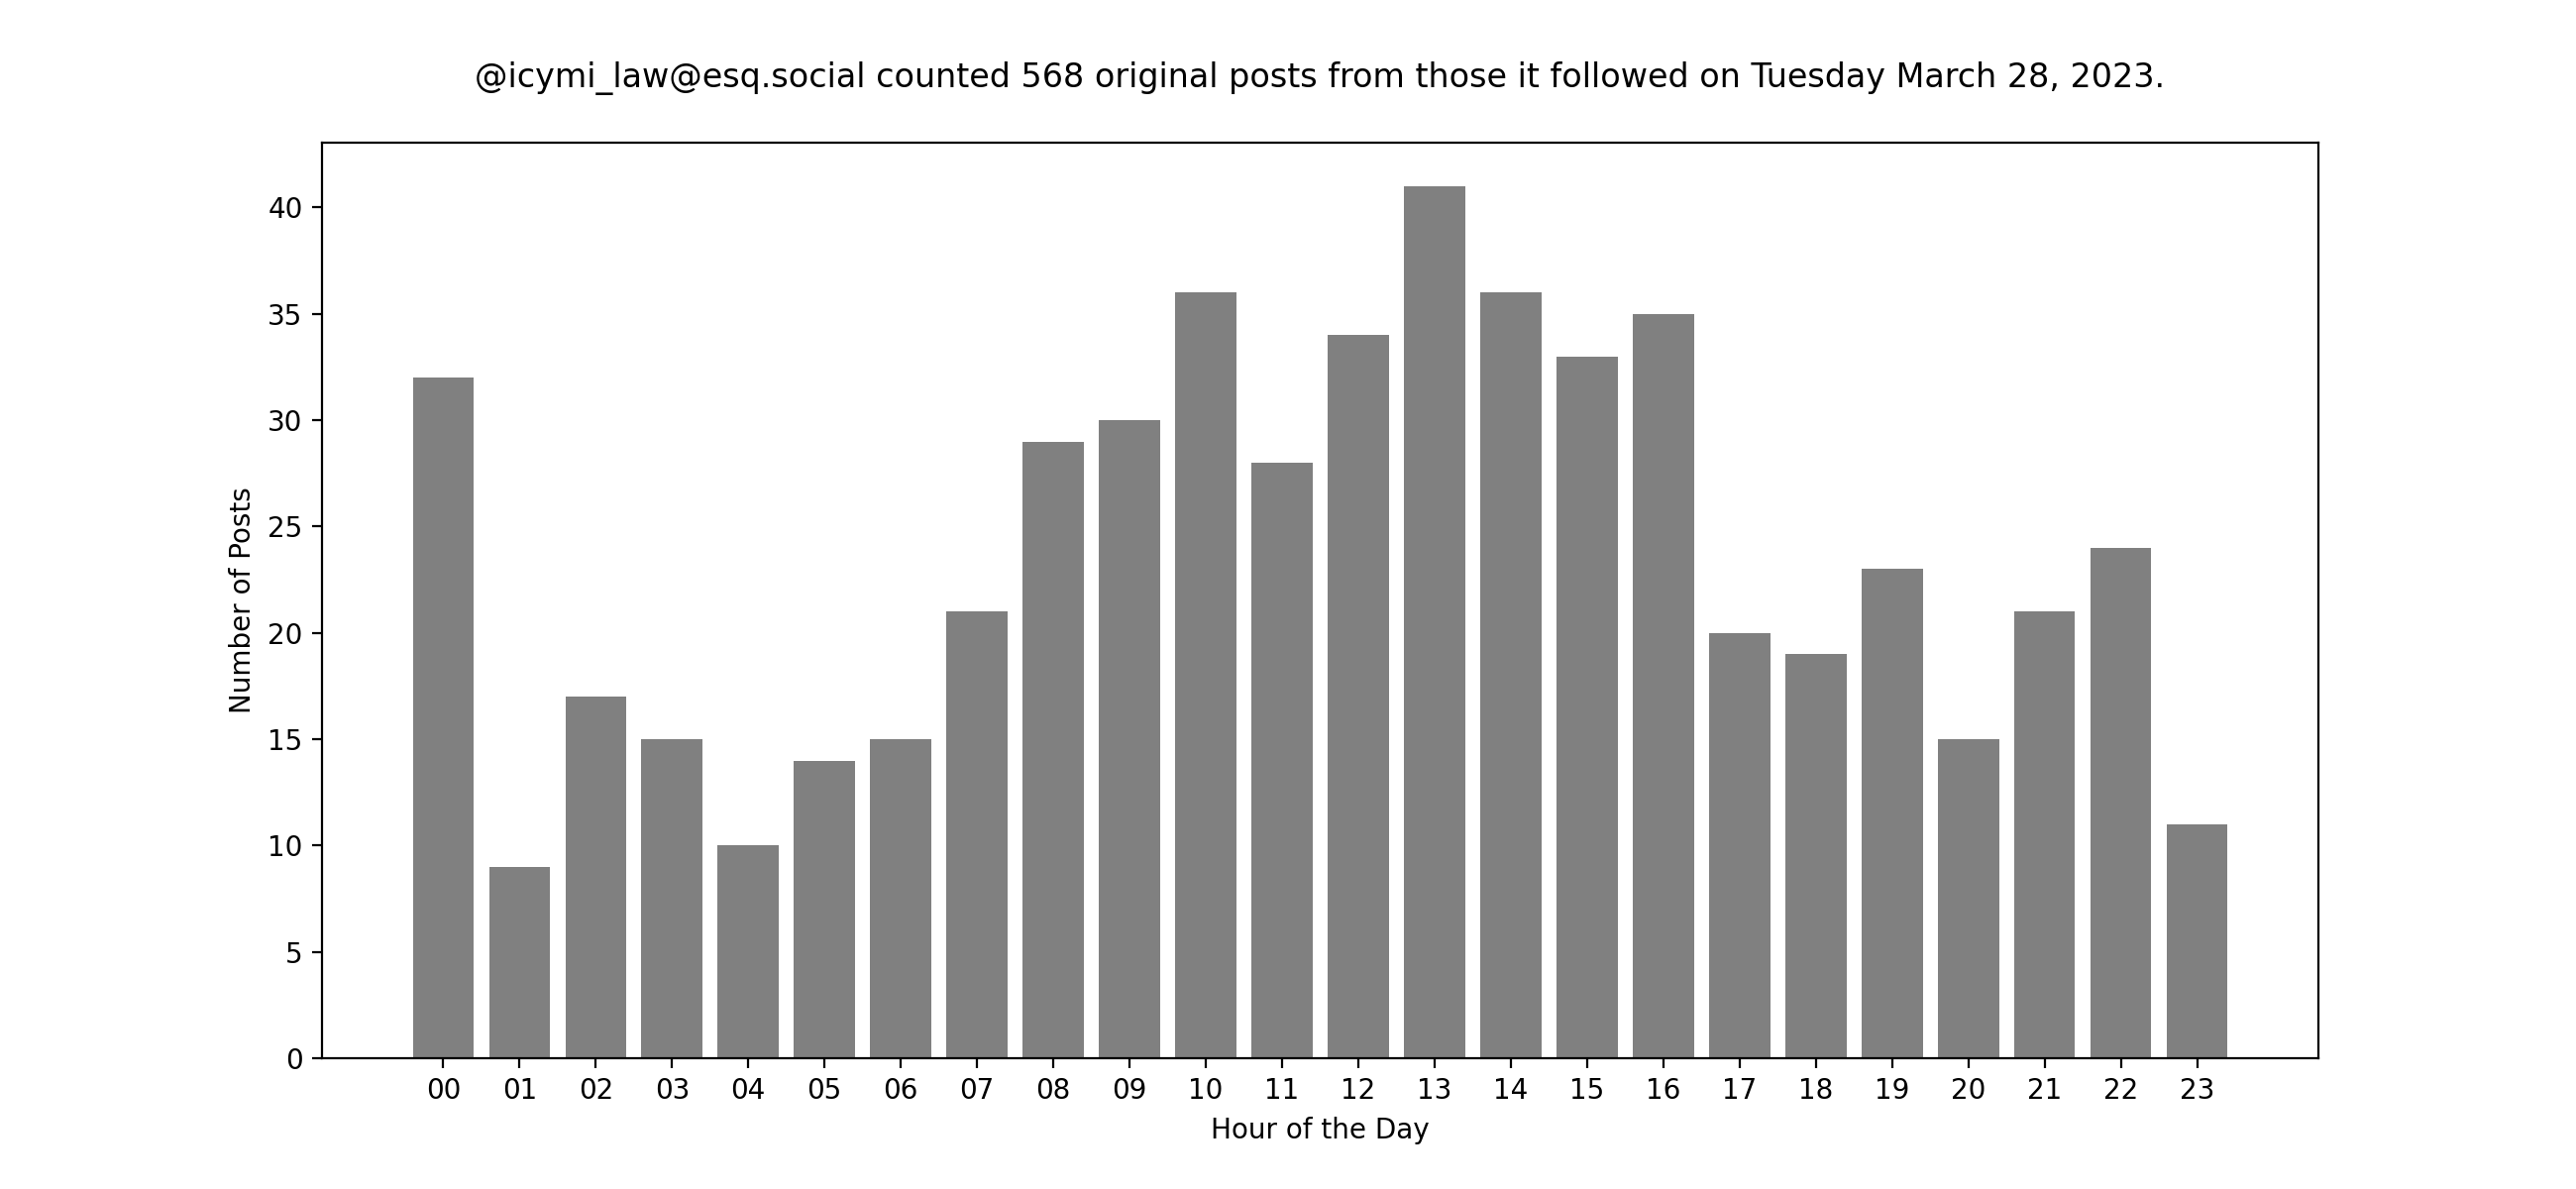 @icymi_law@esq.social counted 568 original posts from those it followed on Tuesday March 28, 2023.
Number of Posts
40
35
30
25
20
15
10
5
0
00 01 02 03 04 05 06 07 08 09 10 11 12 13 14 15 16 17 18 19 20 21 22 23
Hour of the Day